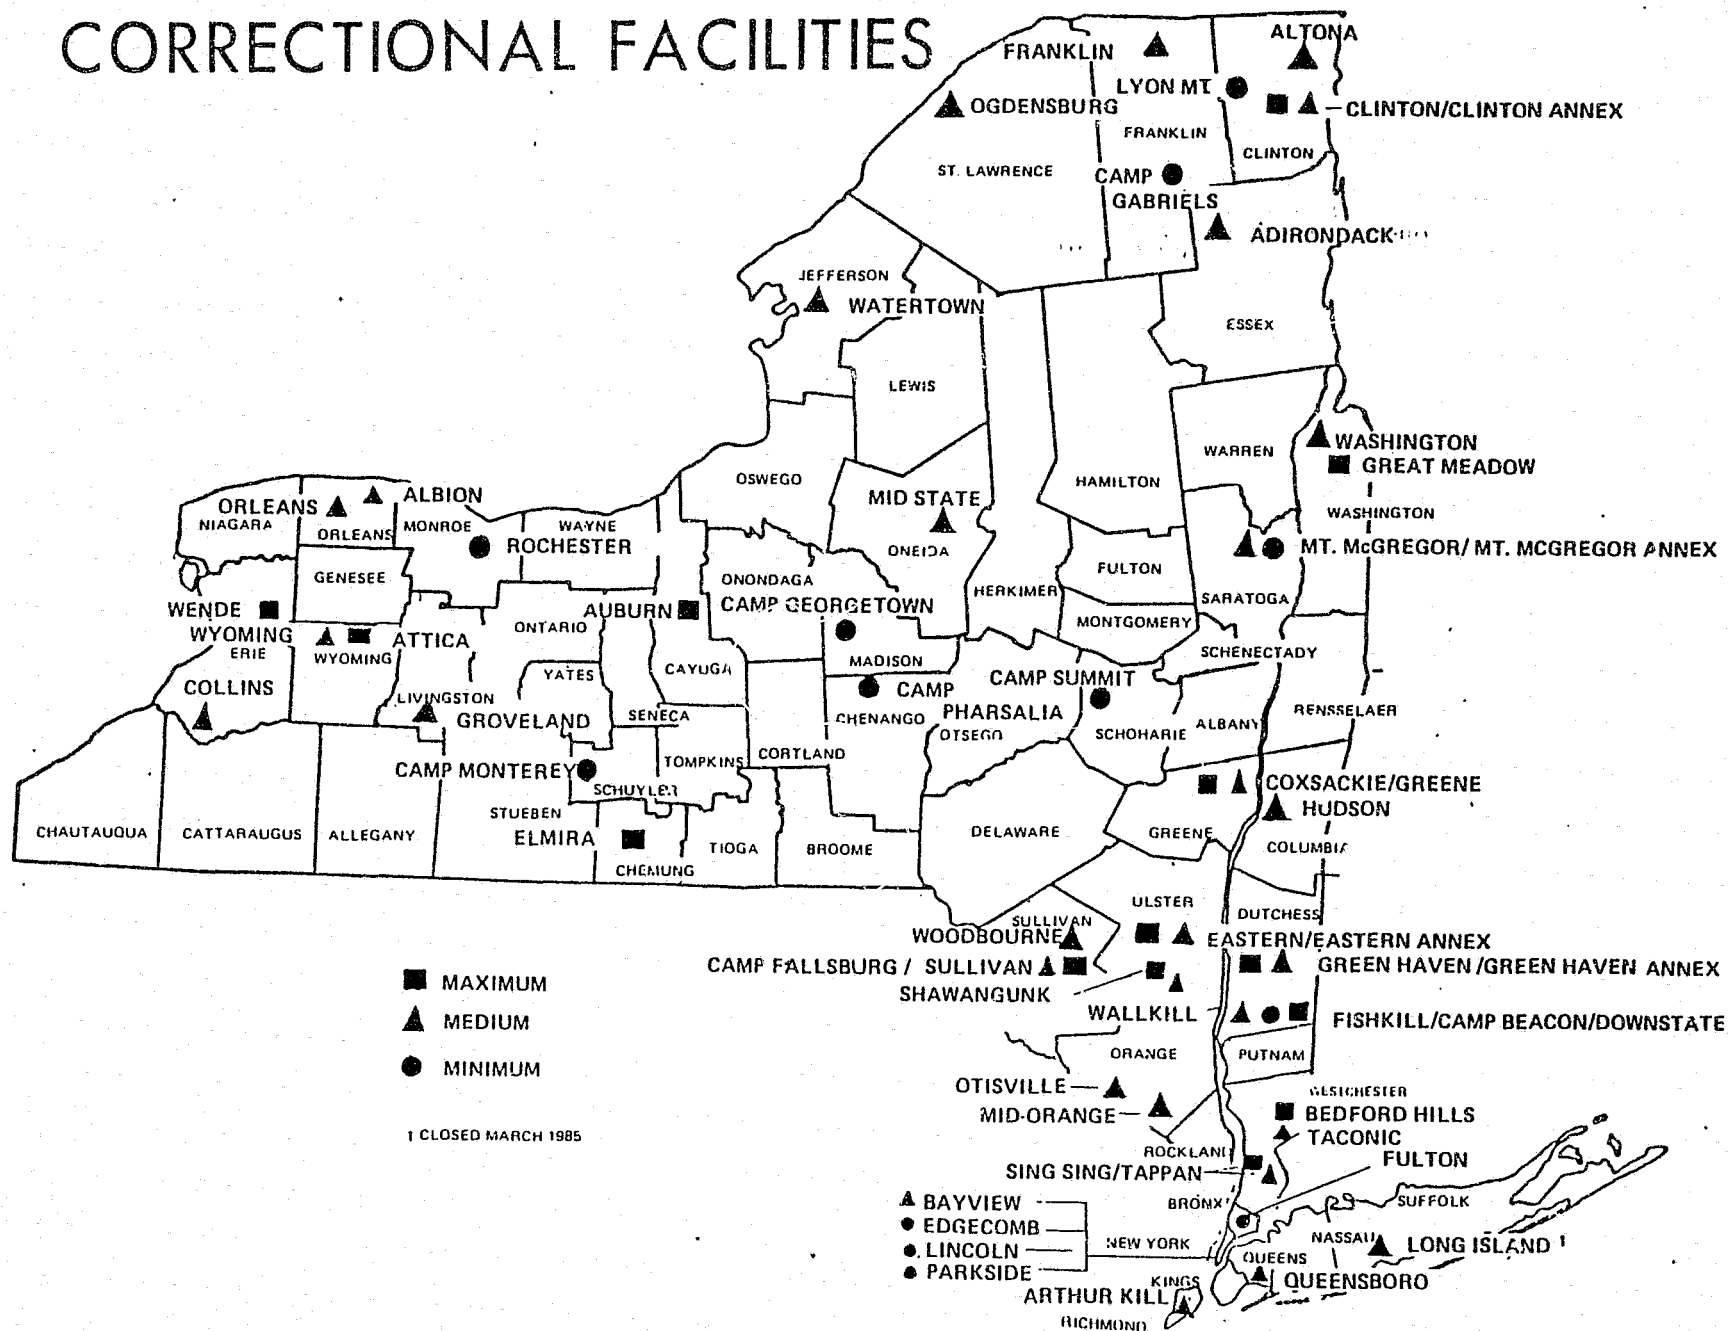 CORRECTIONAL FACILITIES
FRANKLIN
ALTONA
LYON MT
OGDENSBURG
CLINTON/CLINTON ANNEX
FRANKLIN
CLINTON
ST. LAWRENCE
CAMP
GABRIELS
ADIRONDACK
JEFFERSON
WATERTOWN
ESSEX
LEWIS
WASHINGTON
WARREN
GREAT MEADOW
OSWEGO
HAMILTON
MID STATE
ORLEANS
ALBION
NIAGARA
ORLEANS
MONROE
WAYNE
WASHINGTON
ROCHESTER
ONEIDA
MT. McGREGOR/ MT. MCGREGOR ANNEX
GENESEE
ONONDAGA
FULTON
HERKIMER
SARATOGA
WENDE
AUBURN
CAMP GEORGETOWN
MONTGOMERY
WYOMING
ERIE
WYOMING
ATTICA
ONTARIO
SCHENECTADY
MADISON
YATES
CAYUGA
COLLINS
LIVINGSTON
CAMP SUMMIT
CAMP
PHARSALIA
GROVELAND
SENECA
CHENANGO
OTSEGO
SCHOHARIE
ALBANY
RENSSELAER
CORTLAND
TOMPKINS
CAMP MONTEREY
SCHUYLER
COXSACKIE/GREENE
HUDSON
STUEBEN
ELMIRA
CHAUTAUQUA
CATTARAUGUS
ALLEGANY
DELAWARE
GREENE
COLUMBIA
TIOGA
BROOME
CHEMUNG
ULSTER
DUTCHESS
SULLIVAN
WOODBOURNE
EASTERN/EASTERN ANNEX
CAMP FALLSBURG / SULLIVAN
GREEN HAVEN /GREEN HAVEN ANNEX
SHAWANGUNK
WALLKILL
FISHKILL/CAMP BEACON/DOWNSTATE
MAXIMUM
MEDIUM
MINIMUM
ORANGE
PUTNAM
OTISVILLE
WESTCHESTER
MID-ORANGE
BEDFORD HILLS
TACONIC
1 CLOSED MARCH 1985
ROCKLAND
FULTON
SING SING/TAPPAN
BAYVIEW
BRONX
SUFFOLK
EDGECOMB
LINCOLN
NEW YORK
NASSAU
LONG ISLAND 1
PARKSIDE
QUEENS
KINGS
QUEENSBORO
ARTHUR KILL
RICHMOND